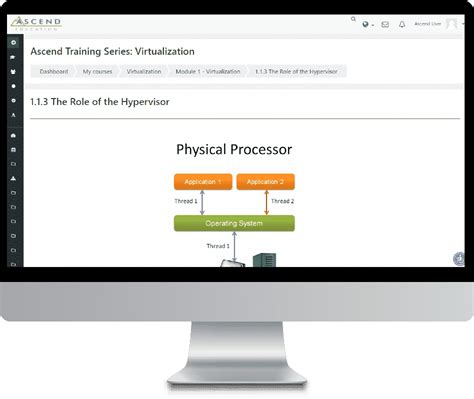 ASCEND
EDUCATION
Ascend User
Ascend Training Series: Virtualization
Dashboard My courses Virtualization Module 1 - Virtualization 1.1.3 The Role of the Hypervisor
1.1.3 The Role of the Hypervisor
Physical Processor
Application 1 Application 2
Thread 1 Thread 2
Operating System
Thread 1